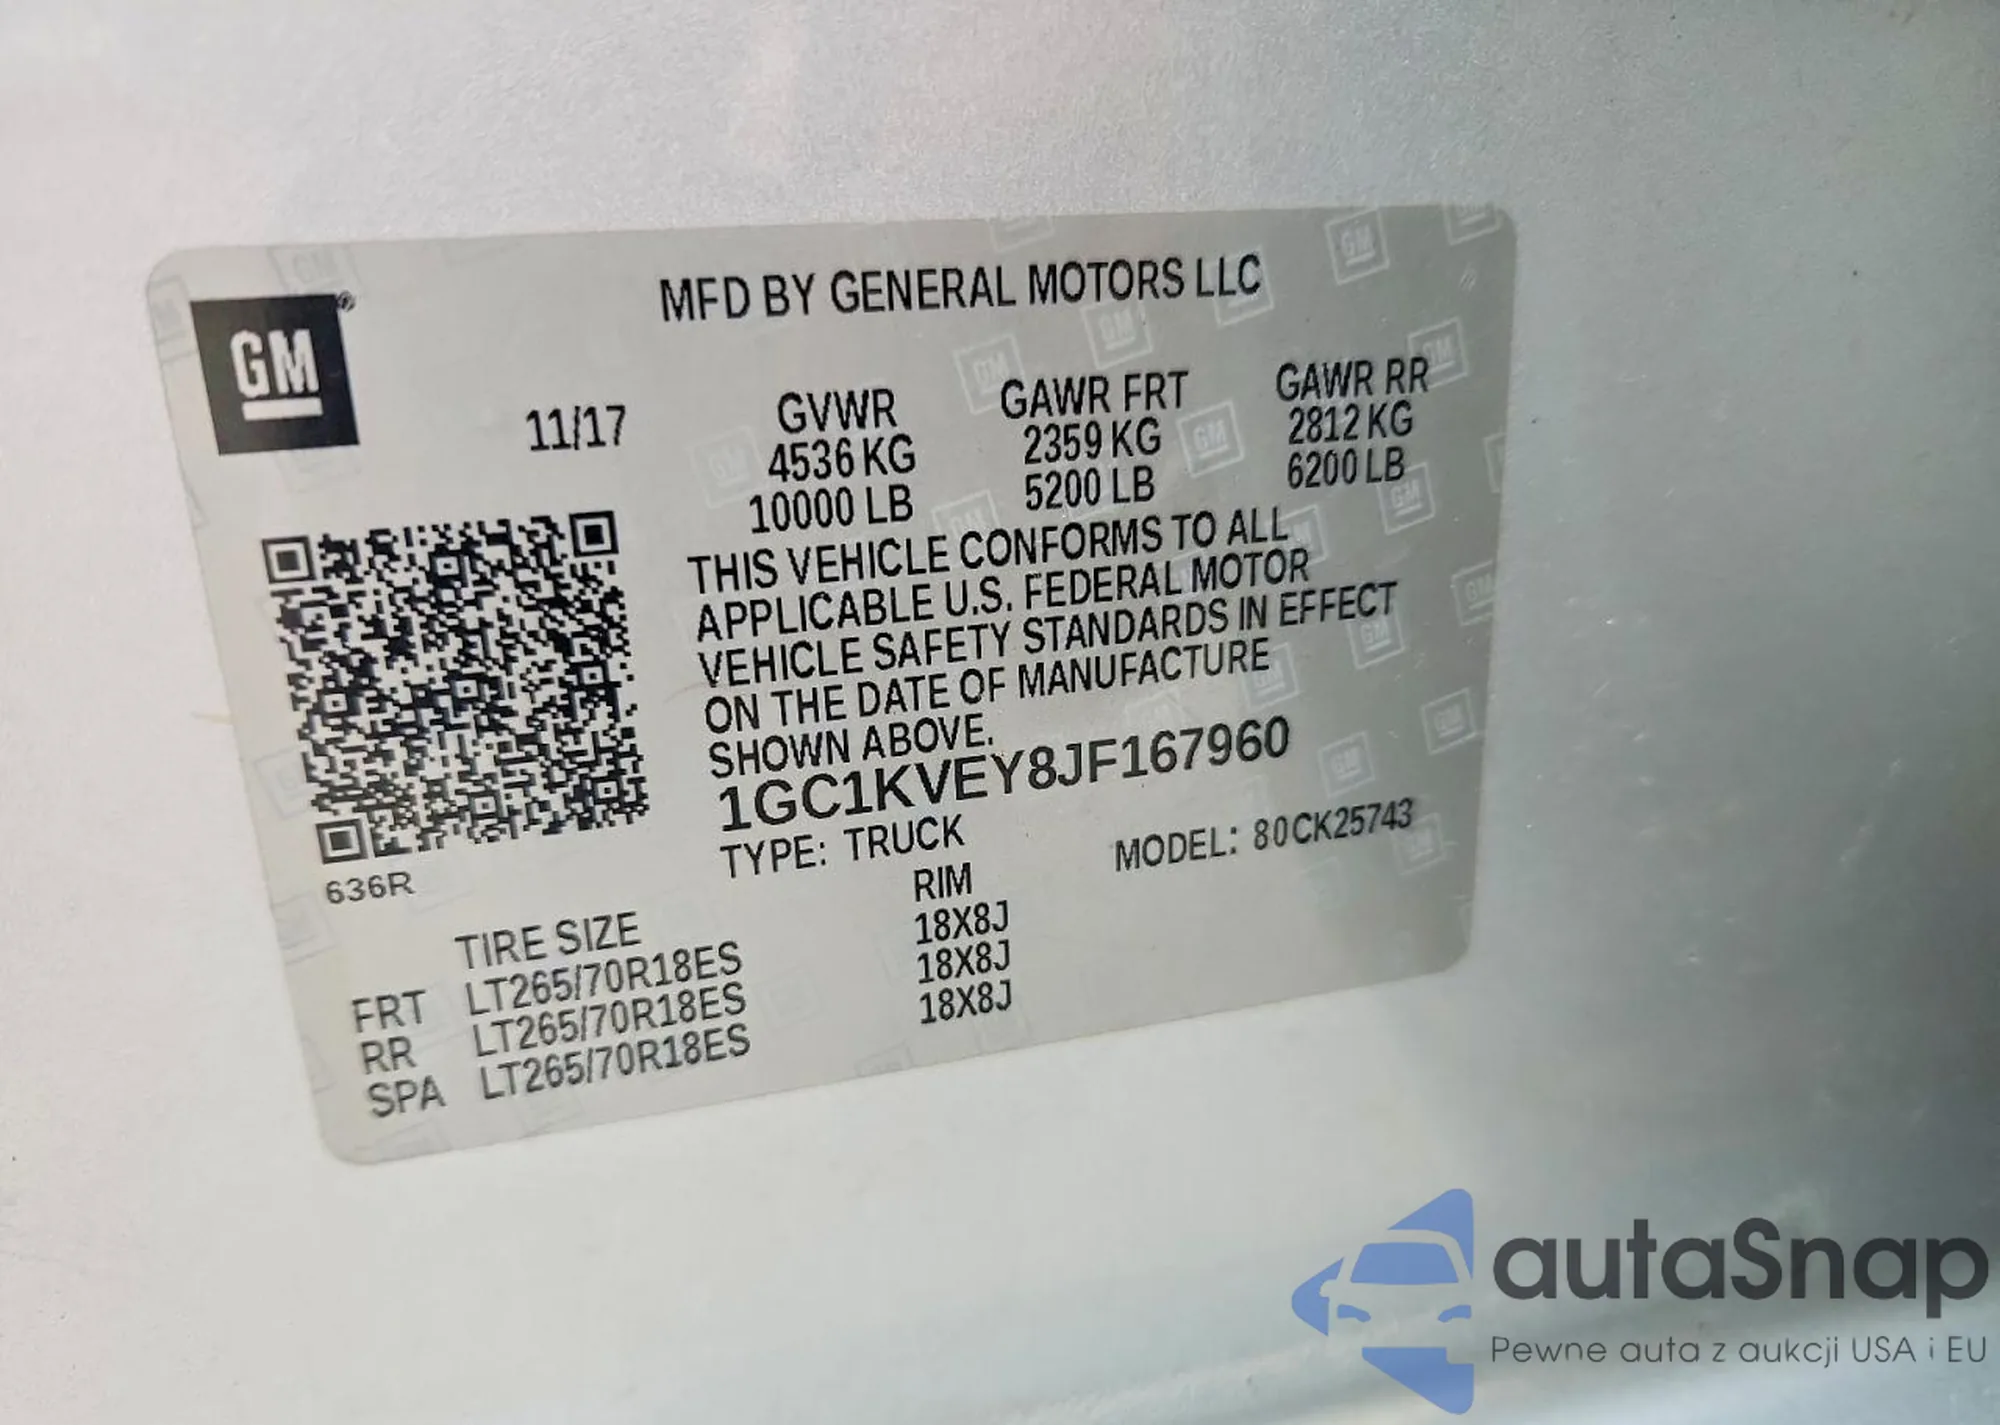 MFD BY GENERAL MOTORS LLC
GM®
11/17
GVWR GAWR FRT GAWR RR
4536 KG 2359 KG 2812 KG
10000 LB 5200 LB 6200 LB
THIS VEHICLE CONFORMS TO ALL
APPLICABLE U.S. FEDERAL MOTOR
VEHICLE SAFETY STANDARDS IN EFFECT
ON THE DATE OF MANUFACTURE
SHOWN ABOVE.
1GC1KVEY8JF167960
TYPE: TRUCK MODEL: 80CK25743
636R
TIRE SIZE RIM
FRT LT265/70R18ES 18X8J
RR LT265/70R18ES 18X8J
SPA LT265/70R18ES 18X8J
autaSnap
Pewne auta z aukcji USA i EU